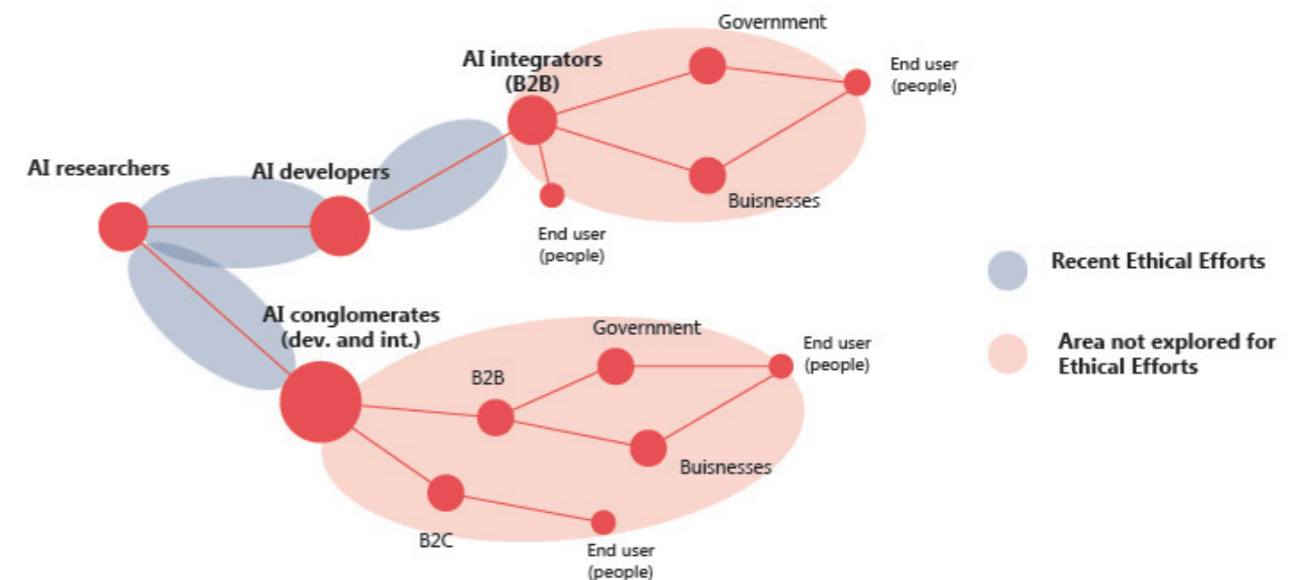 Government
AI integrators
(B2B)
End user
(people)
AI researchers
AI developers
Buisnesses
End user
(people)
Recent Ethical Efforts
AI conglomerates
(dev. and int.)
Government
End user
(people)
Area not explored for
Ethical Efforts
B2B
Buisnesses
B2C
End user
(people)